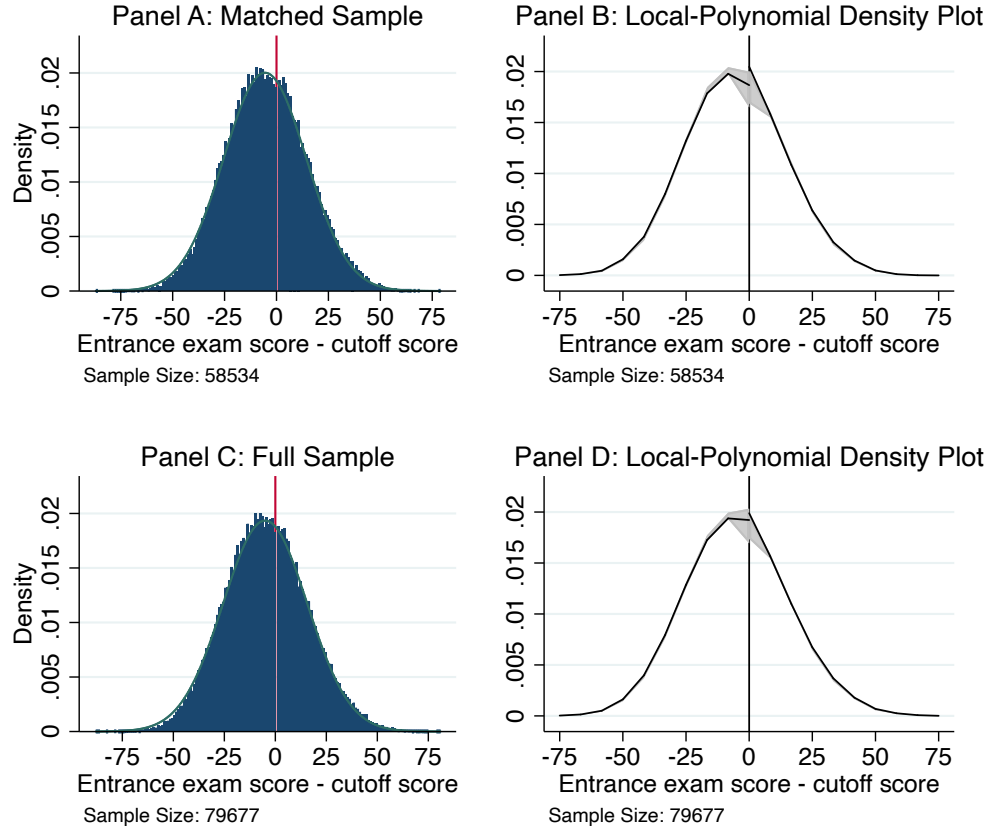 Panel A: Matched Sample
Density
0 .005 .01 .015 .02
-75 -50 -25 0 25 50 75
Entrance exam score - cutoff score
Sample Size: 58534
Panel B: Local-Polynomial Density Plot
0 .005 .01 .015 .02
-75 -50 -25 0 25 50 75
Entrance exam score - cutoff score
Sample Size: 58534
Panel C: Full Sample
Density
0 .005 .01 .015 .02
-75 -50 -25 0 25 50 75
Entrance exam score - cutoff score
Sample Size: 79677
Panel D: Local-Polynomial Density Plot
0 .005 .01 .015 .02
-75 -50 -25 0 25 50 75
Entrance exam score - cutoff score
Sample Size: 79677